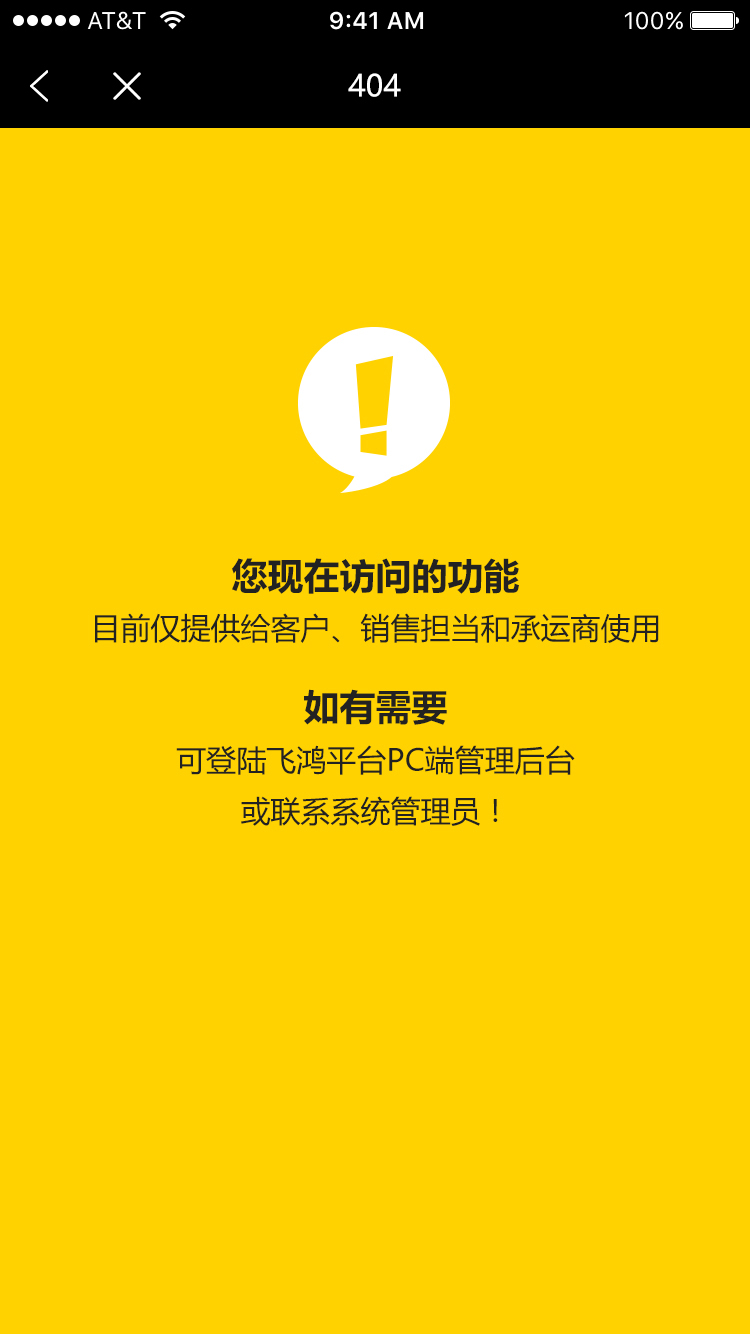 AT&T 9:41 AM 100%
404
您现在访问的功能
目前仅提供给客户、销售担当和承运商使用
如有需要
可登陆飞鸿平台PC端管理后台
或联系系统管理员！